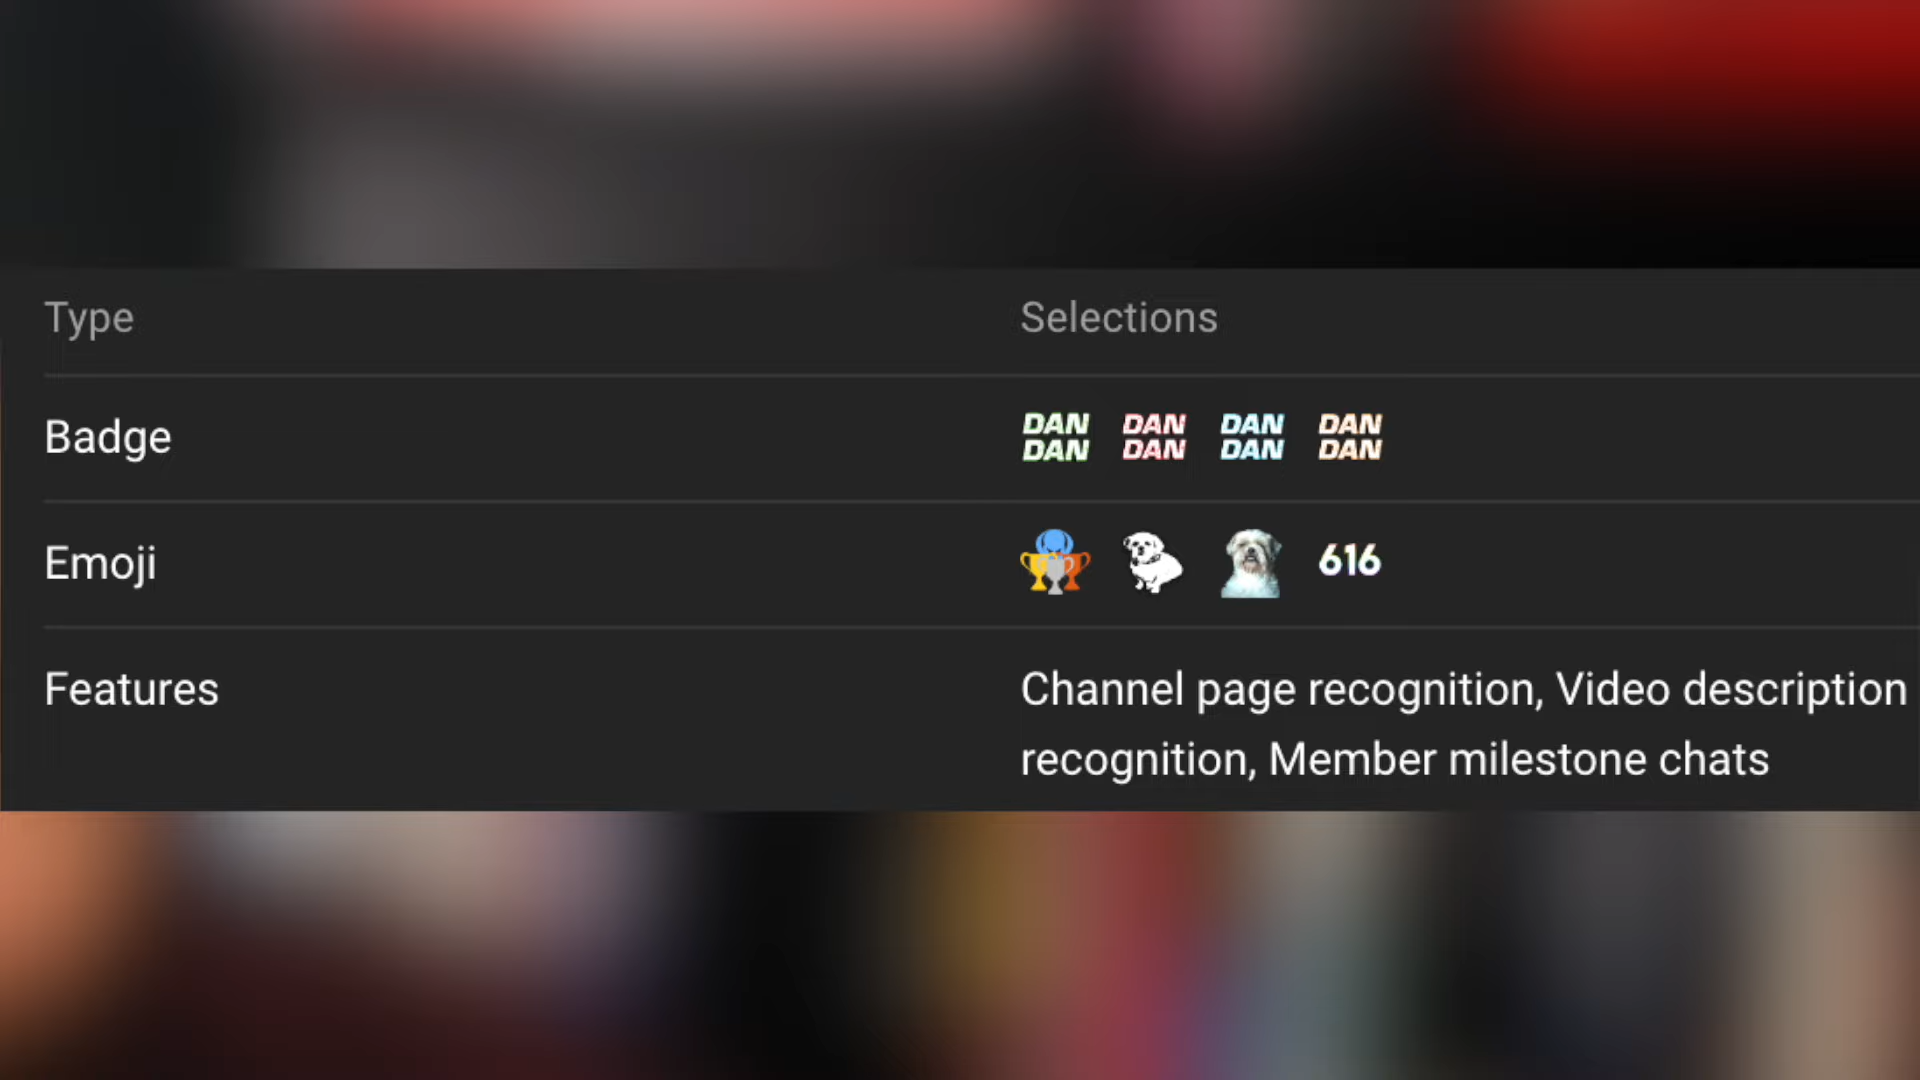 Type Selections
Badge DAN DAN DAN DAN
DAN DAN DAN DAN
Emoji 616
Features Channel page recognition, Video description
recognition, Member milestone chats